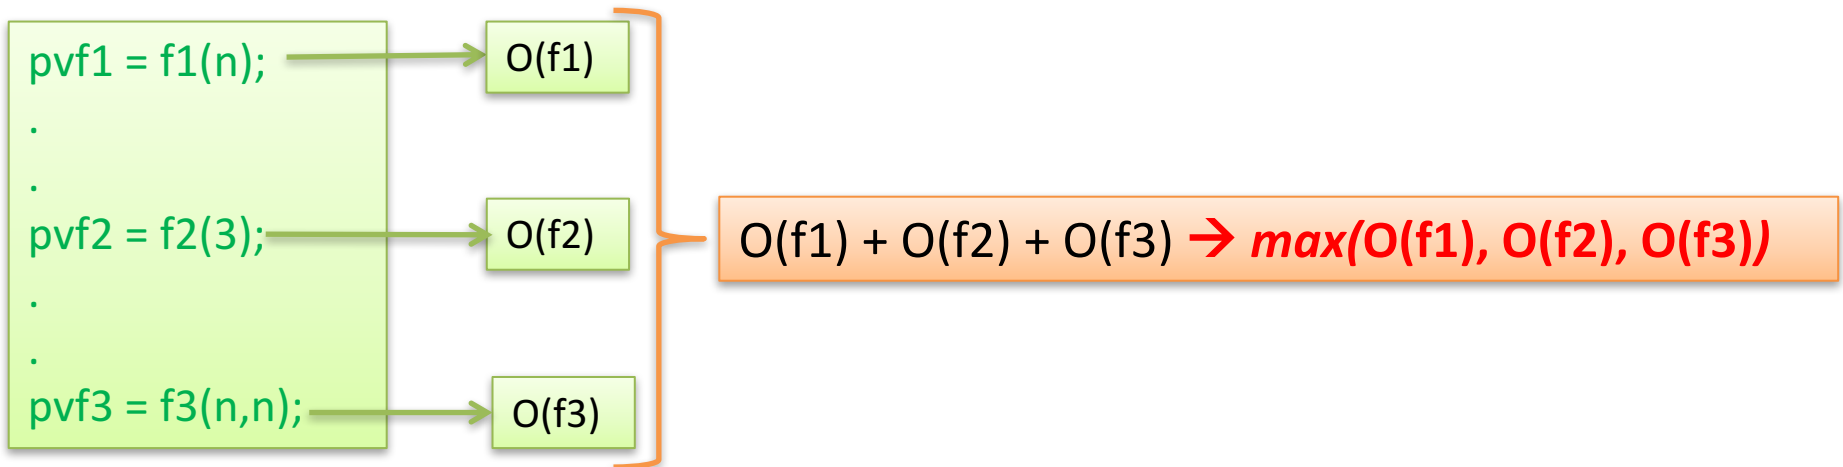 pvf1 = f1(n);
O(f1)
.
.
pvf2 = f2(3);
O(f2)
O(f1) + O(f2) + O(f3) → max(O(f1), O(f2), O(f3))
.
.
pvf3 = f3(n,n);
O(f3)